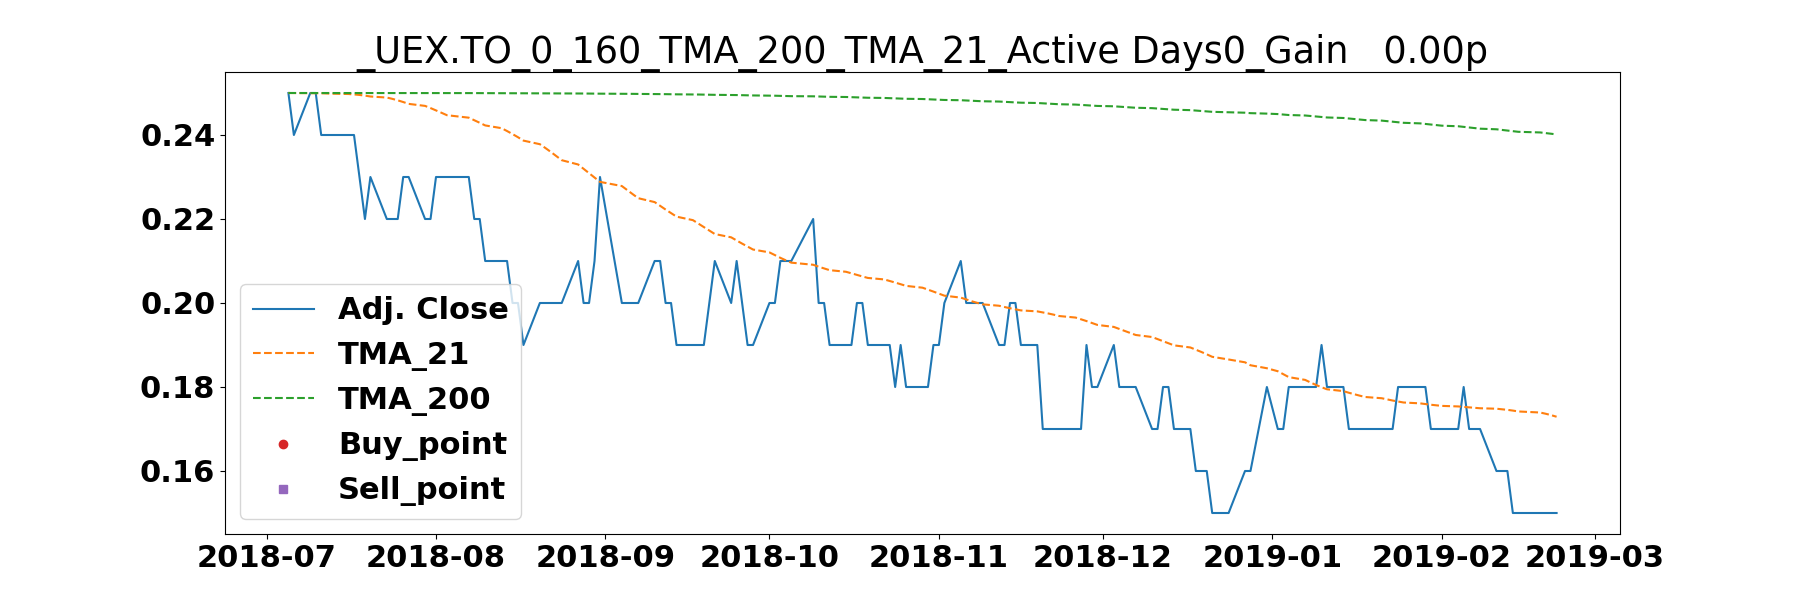 _UEX.TO_0_160_TMA_200_TMA_21_Active Days0_Gain   0.00p
0.24
0.22
0.20
0.18
0.16
Adj. Close
TMA_21
TMA_200
Buy_point
Sell_point
2018-07 2018-08 2018-09 2018-10 2018-11 2018-12 2019-01 2019-02 2019-03